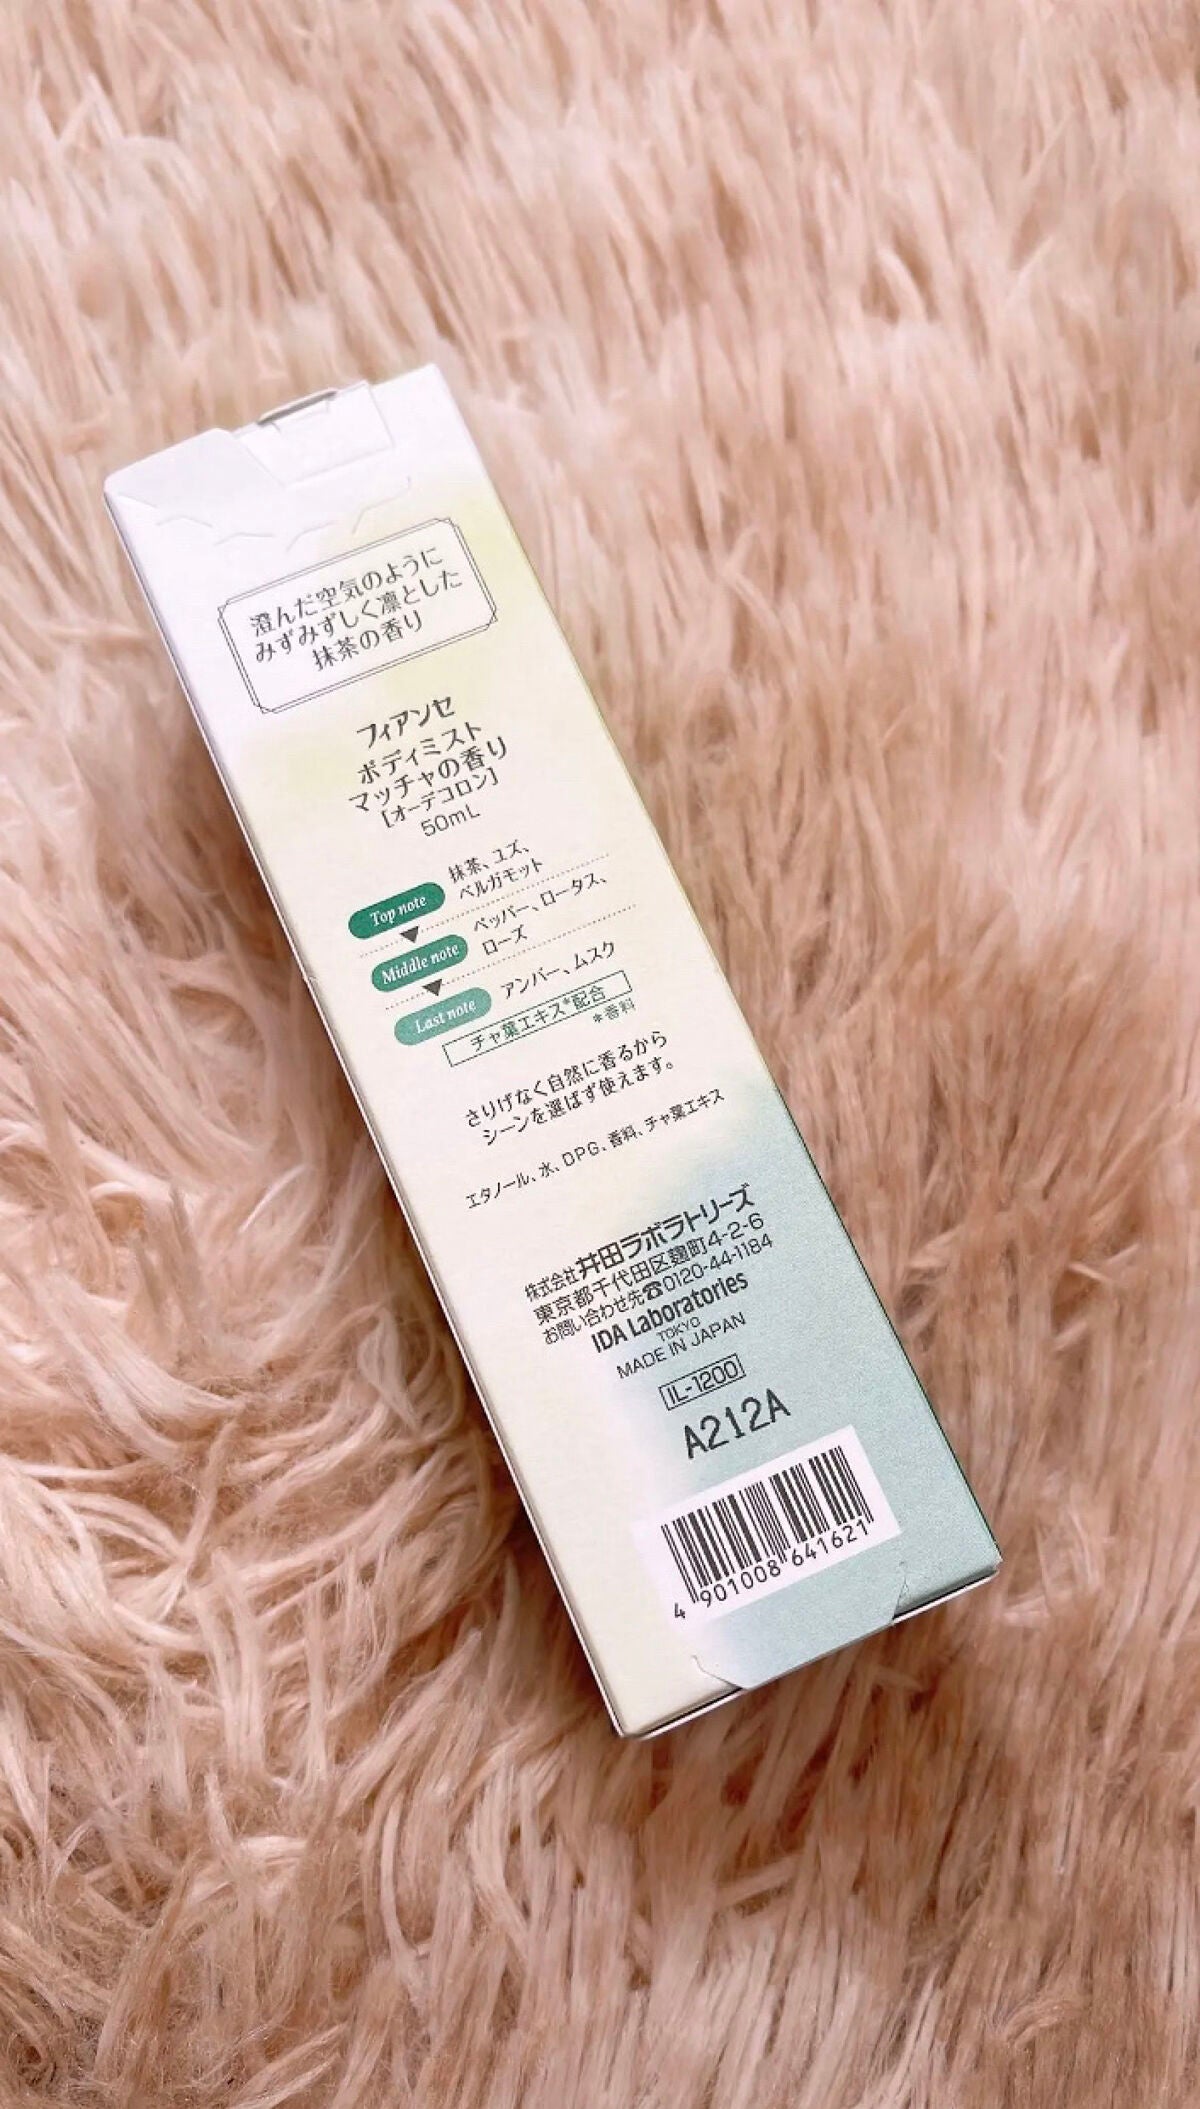 澄んだ空気のように
みずみずしく凛とした
抹茶の香り
フィアンセ
ボディミスト
マッチャの香り
[オーデコロン]
50mL
Top note
抹茶、ユズ、
ベルガモット
Middle note
ペッパー、ロータス、
ローズ
Last note
アンバー、ムスク
チャ葉エキス*配合
*香料
さりげなく自然に香るから
シーンを選ばず使えます。
エタノール、水、DPG、香料、チャ葉エキス
株式会社井田ラボラトリーズ
東京都千代田区麹町4-2-6
お問い合わせ先☎0120-44-1184
IDA Laboratories
TOKYO
MADE IN JAPAN
IL-1200
A212A
4 901008 641621